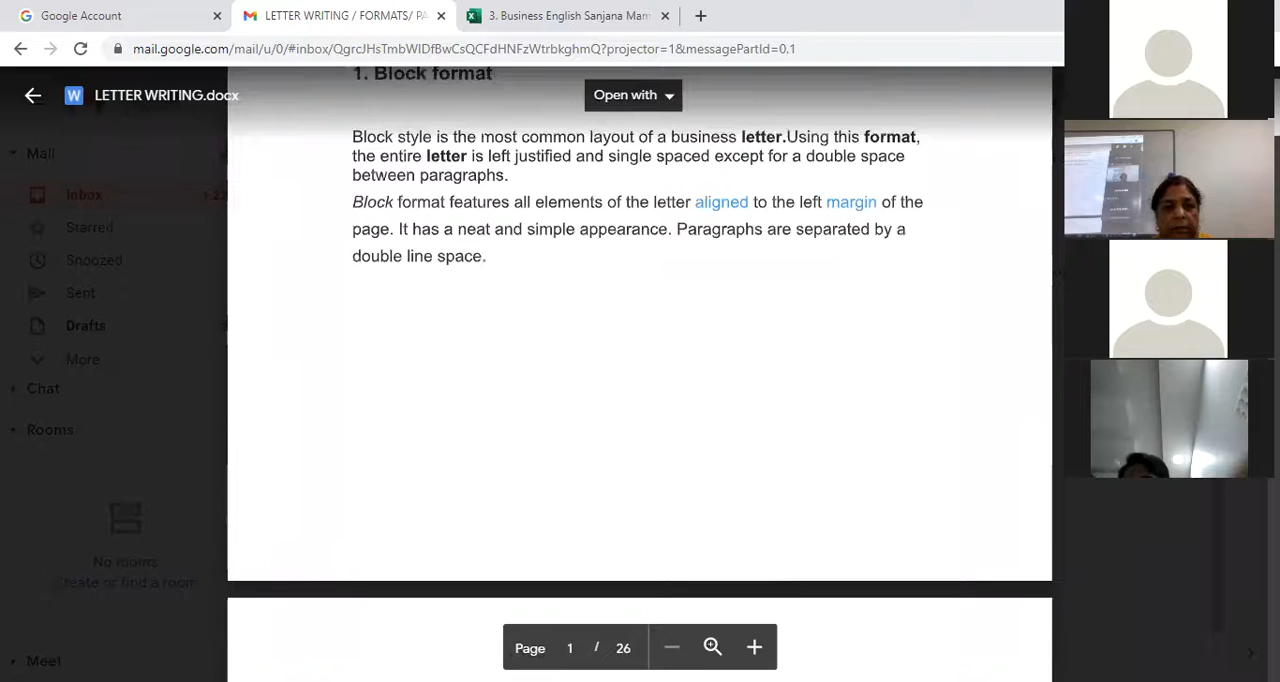 Google Account
LETTER WRITING / FORMATS/ PA
3. Business English Sanjana Mam
mail.google.com/mail/u/0/#inbox/QgrcJHsTmbWIDfBwCsQCFdHNFzWtrbkghmQ?projector=1&messagePartId=0.1
LETTER WRITING.docx
Open with
Mail
Inbox
Starred
Snoozed
Sent
Drafts
More
Chat
Rooms
No rooms
Create or find a room
Meet
1. Block format
Block style is the most common layout of a business letter.Using this format,
the entire letter is left justified and single spaced except for a double space
between paragraphs.
Block format features all elements of the letter aligned to the left margin of the
page. It has a neat and simple appearance. Paragraphs are separated by a
double line space.
Page 1 / 26